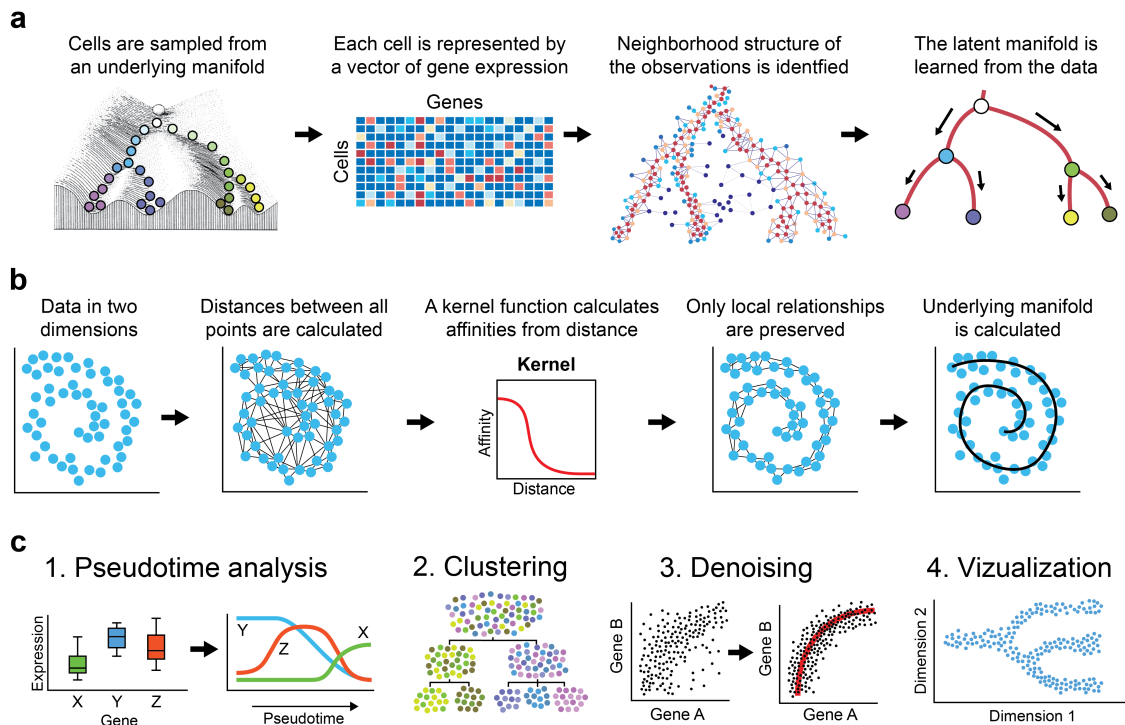 a
Cells are sampled from
an underlying manifold
Each cell is represented by
a vector of gene expression
Genes
Cells
Neighborhood structure of
the observations is identfied
The latent manifold is
learned from the data
b
Data in two
dimensions
Distances between all
points are calculated
A kernel function calculates
affinities from distance
Kernel
Affinity
Distance
Only local relationships
are preserved
Underlying manifold
is calculated
c
1. Pseudotime analysis
Expression
X Y Z
Gene
Y
Z
X
Pseudotime
2. Clustering
3. Denoising
Gene B
Gene A
Gene B
Gene A
4. Vizualization
Dimension 2
Dimension 1